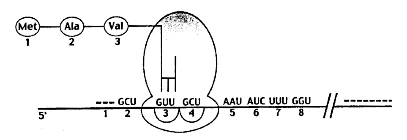 Met Ala Val
1 2 3
--- GCU GUU GCU AAU AUC UUU GGU --------
5' 1 2 3 4 5 6 7 8